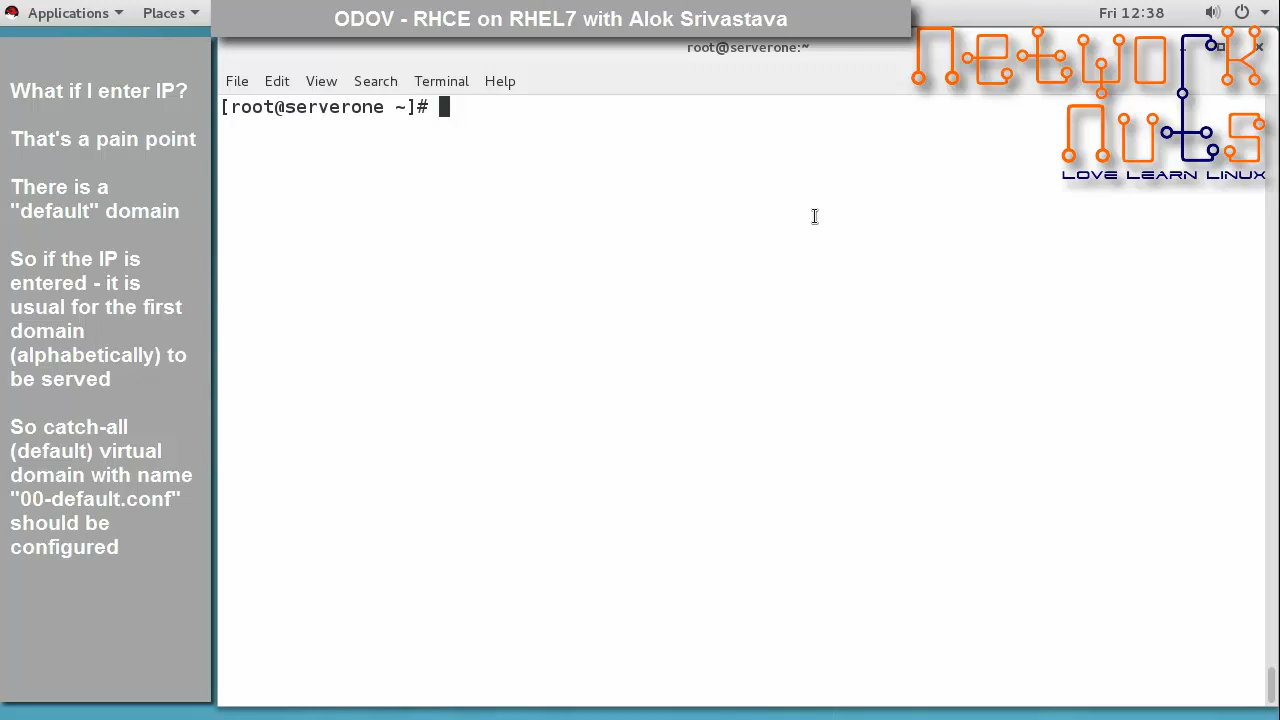 Applications
Places
ODOV - RHCE on RHEL7 with Alok Srivastava
Fri 12:38
root@serverone:~
File Edit View Search Terminal Help
[root@serverone ~]#
What if I enter IP?
That's a pain point
There is a
"default" domain
So if the IP is
entered - it is
usual for the first
domain
(alphabetically) to
be served
So catch-all
(default) virtual
domain with name
"00-default.conf"
should be
configured
network
nuts
LOVE LEARN LINUX